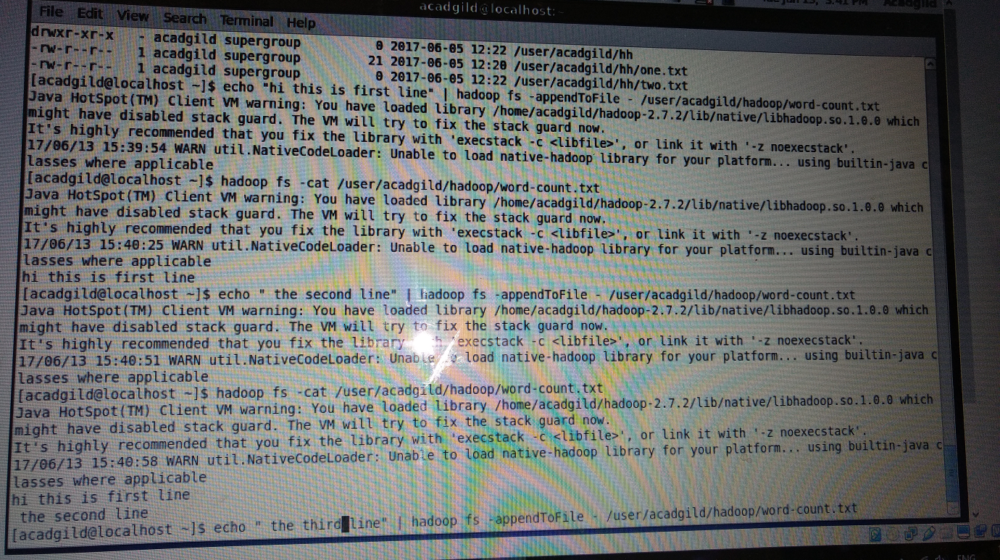 acadgild@localhost:~
File Edit View Search Terminal Help
drwxr-xr-x - acadgild supergroup 0 2017-06-05 12:22 /user/acadgild/hh
-rw-r--r-- 1 acadgild supergroup 21 2017-06-05 12:20 /user/acadgild/hh/one.txt
-rw-r--r-- 1 acadgild supergroup 0 2017-06-05 12:22 /user/acadgild/hh/two.txt
[acadgild@localhost ~]$ echo "hi this is first line" | hadoop fs -appendToFile - /user/acadgild/hadoop/word-count.txt
Java HotSpot(TM) Client VM warning: You have loaded library /home/acadgild/hadoop-2.7.2/lib/native/libhadoop.so.1.0.0 which
might have disabled stack guard. The VM will try to fix the stack guard now.
It's highly recommended that you fix the library with 'execstack -c <libfile>', or link it with '-z noexecstack'.
17/06/13 15:39:54 WARN util.NativeCodeLoader: Unable to load native-hadoop library for your platform... using builtin-java c
lasses where applicable
[acadgild@localhost ~]$ hadoop fs -cat /user/acadgild/hadoop/word-count.txt
Java HotSpot(TM) Client VM warning: You have loaded library /home/acadgild/hadoop-2.7.2/lib/native/libhadoop.so.1.0.0 which
might have disabled stack guard. The VM will try to fix the stack guard now.
It's highly recommended that you fix the library with 'execstack -c <libfile>', or link it with '-z noexecstack'.
17/06/13 15:40:25 WARN util.NativeCodeLoader: Unable to load native-hadoop library for your platform... using builtin-java c
lasses where applicable
hi this is first line
[acadgild@localhost ~]$ echo " the second line" | hadoop fs -appendToFile - /user/acadgild/hadoop/word-count.txt
Java HotSpot(TM) Client VM warning: You have loaded library /home/acadgild/hadoop-2.7.2/lib/native/libhadoop.so.1.0.0 which
might have disabled stack guard. The VM will try to fix the stack guard now.
It's highly recommended that you fix the library execstack -c <libfile>', or link it with '-z noexecstack'.
17/06/13 15:40:51 WARN util.NativeCodeLoader: Unable to load native-hadoop library for your platform... using builtin-java c
lasses where applicable
[acadgild@localhost ~]$ hadoop fs -cat /user/acadgild/hadoop/word-count.txt
Java HotSpot(TM) Client VM warning: You have loaded library /home/acadgild/hadoop-2.7.2/lib/native/libhadoop.so.1.0.0 which
might have disabled stack guard. The VM will try to fix the stack guard now.
It's highly recommended that you fix the library with 'execstack -c <libfile>', or link it with '-z noexecstack'.
17/06/13 15:40:58 WARN util.NativeCodeLoader: Unable to load native-hadoop library for your platform... using builtin-java c
lasses where applicable
hi this is first line
the second line
[acadgild@localhost ~]$ echo " the third line" | hadoop fs -appendToFile - /user/acadgild/hadoop/word-count.txt